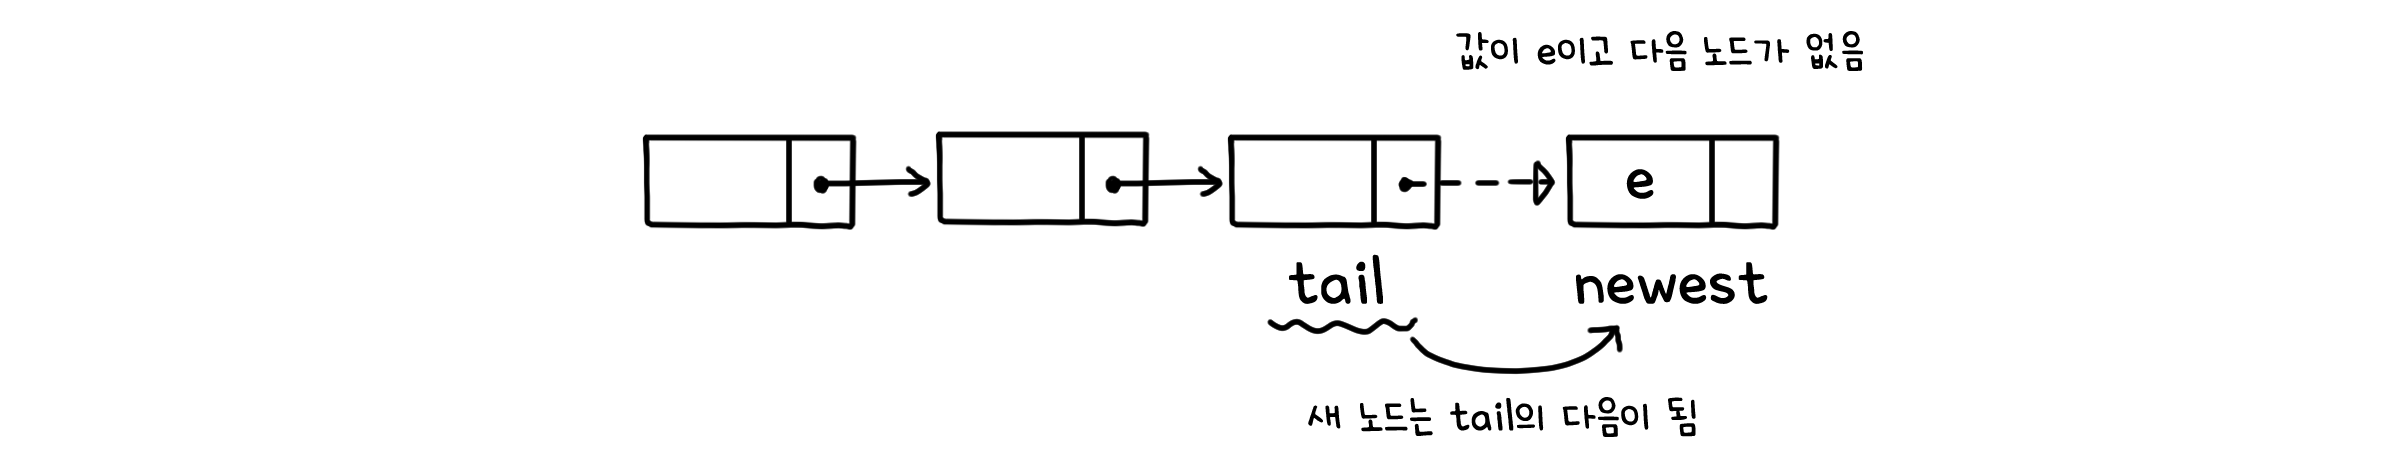 값이 e이고 다음 노드가 없음
e
tail
newest
새 노드는 tail의 다음이 됨